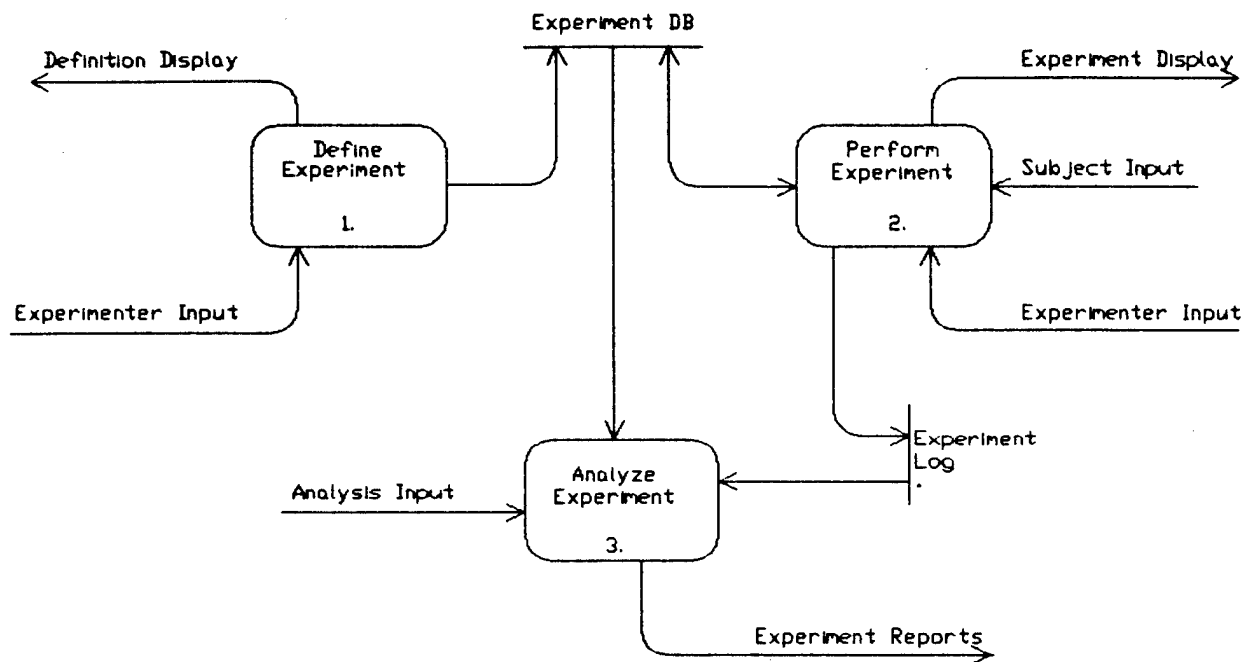 Experiment DB
Definition Display
Experiment Display
Define
Experiment
1.
Perform
Experiment
2.
Subject Input
Experimenter Input
Experimenter Input
Experiment
Log
Analyze
Experiment
3.
Analysis Input
Experiment Reports